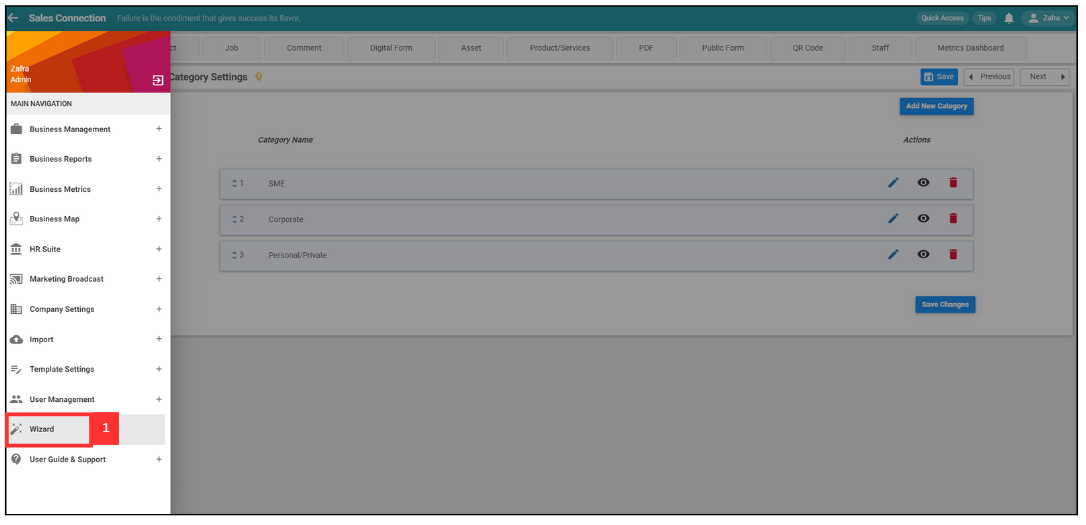 Sales Connection Failure is the condiment that gives success its flavor. Quick Access Tips Zafra
ct Job Comment Digital Form Asset Product/Services PDF Public Form QR Code Staff Metrics Dashboard
Zafra
Admin
Category Settings Save Previous Next
MAIN NAVIGATION
Add New Category
Business Management +
Category Name Actions
Business Reports +
1 SME
Business Metrics +
2 Corporate
Business Map +
3 Personal/Private
HR Suite +
Marketing Broadcast +
Save Changes
Company Settings +
Import +
Template Settings +
User Management +
Wizard 1
User Guide & Support +